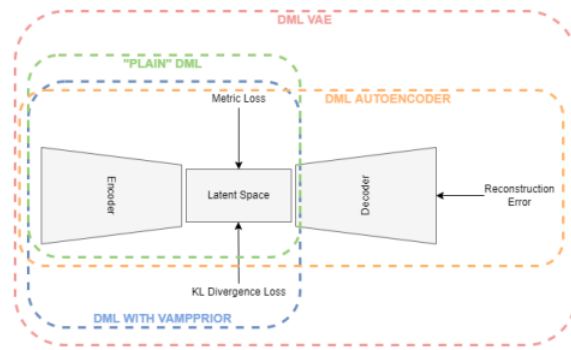 DML VAE
"PLAIN" DML
DML AUTOENCODER
Metric Loss
Encoder
Latent Space
Decoder
Reconstruction
Error
KL Divergence Loss
DML WITH VAMPPRIOR